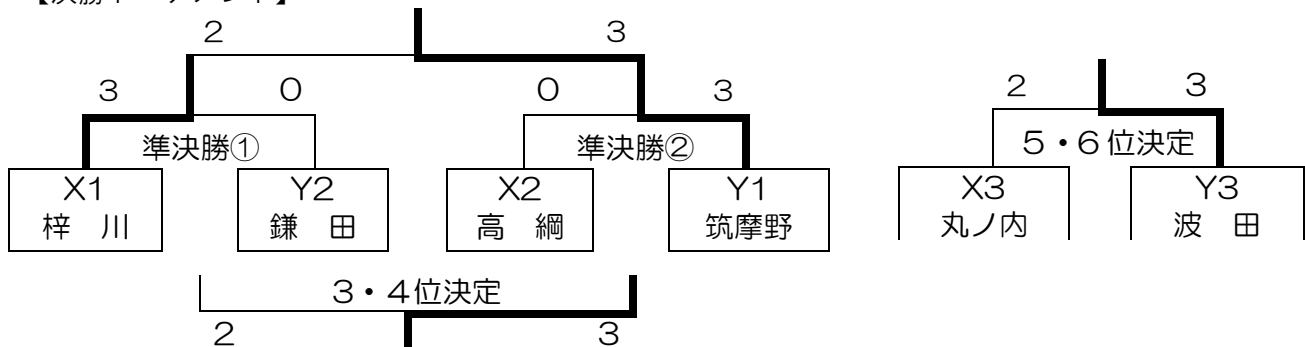 【決勝トーナメント】
2 3
3 0 0 3 2 3
準決勝① 準決勝② 5・6位決定
X1 Y2 X2 Y1 X3 Y3
梓 川 鎌 田 高 綱 筑摩野 丸ノ内 波 田
3・4位決定
2 3